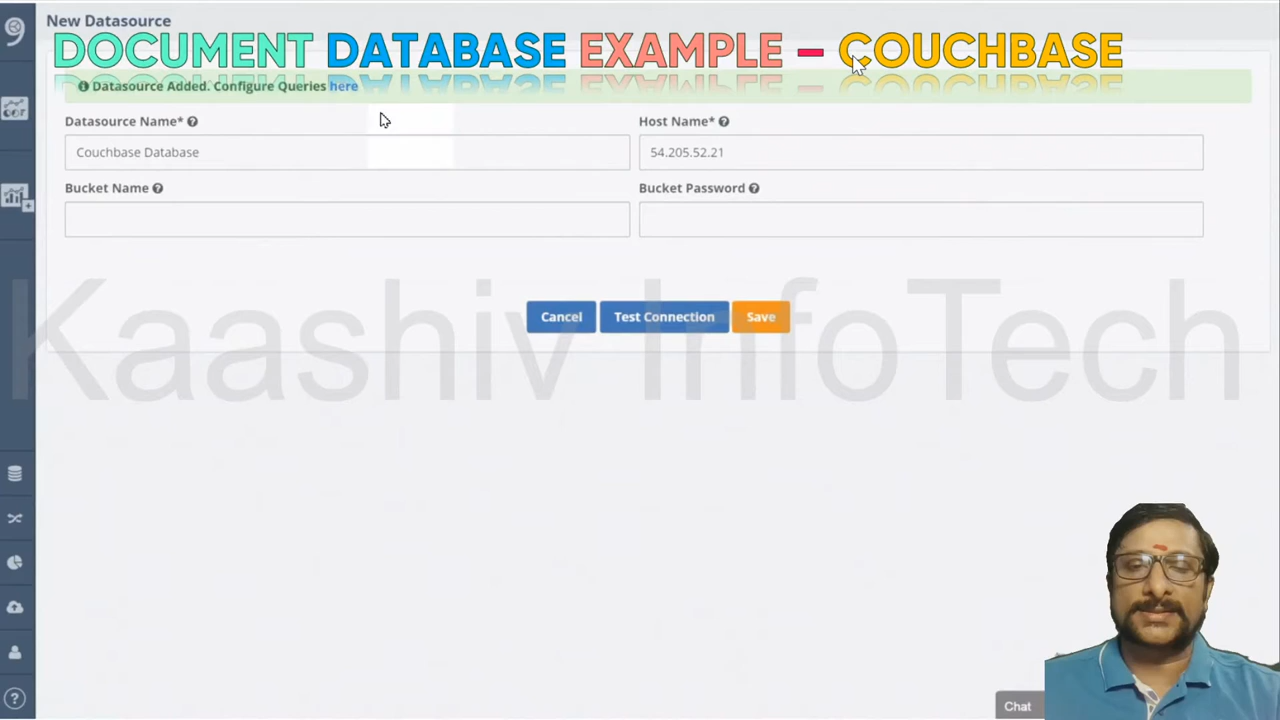 New Datasource
DOCUMENT DATABASE EXAMPLE – COUCHBASE
Datasource Added. Configure Queries here
Datasource Name* Host Name*
Couchbase Database 54.205.52.21
Bucket Name Bucket Password
Kaashiv InfoTech
Cancel Test Connection Save
Chat